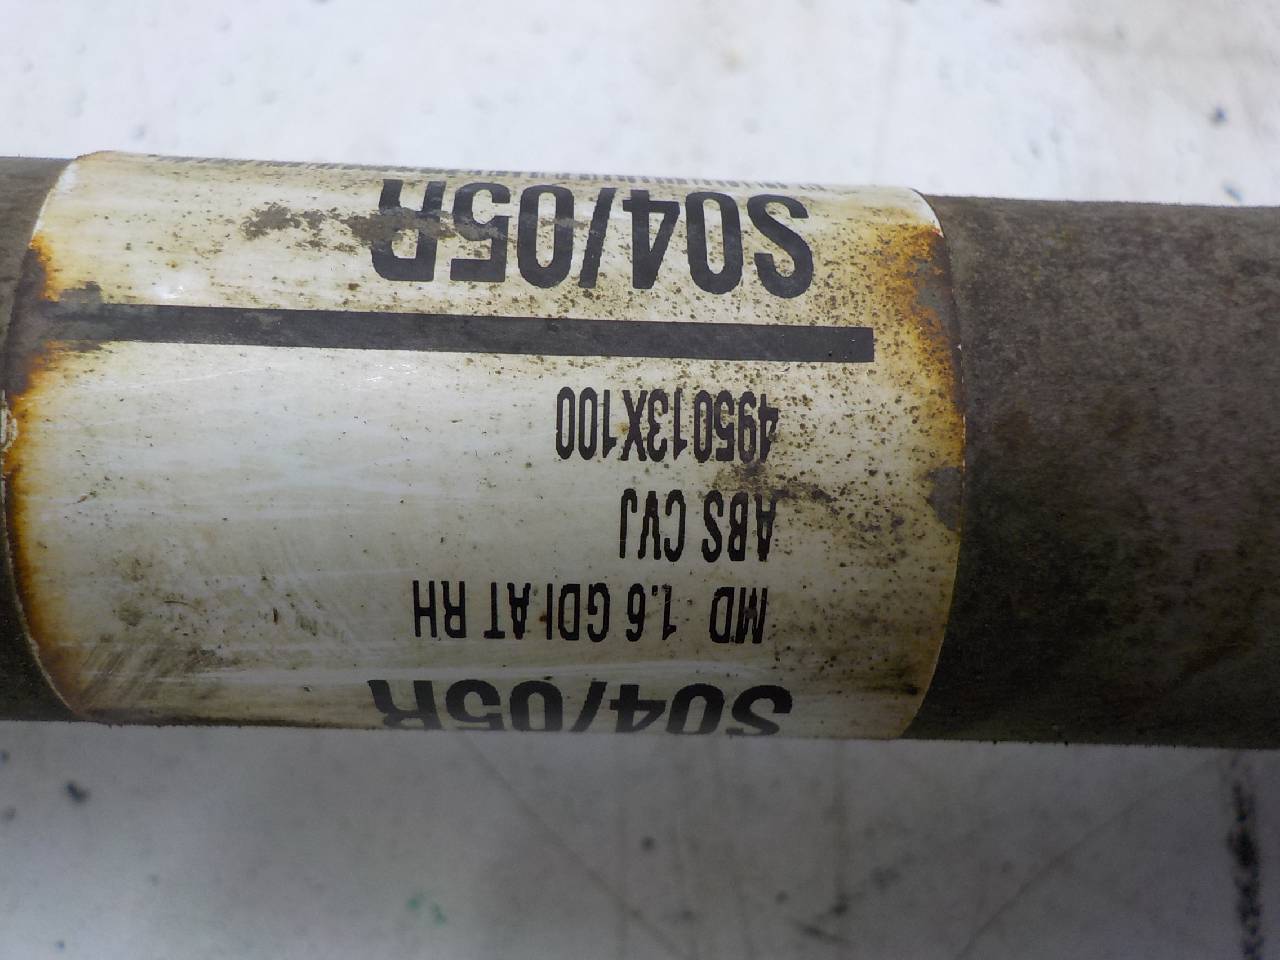 S04/05R
MD 1.6 GDI AT RH
ABS CVJ
495013X100
S04/05R